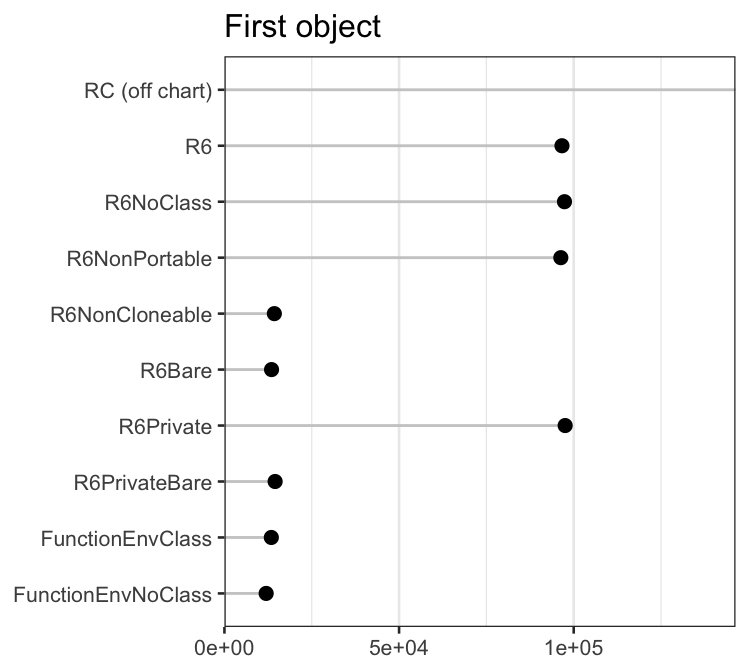 First object
RC (off chart)
R6
R6NoClass
R6NonPortable
R6NonCloneable
R6Bare
R6Private
R6PrivateBare
FunctionEnvClass
FunctionEnvNoClass
0e+00 5e+04 1e+05